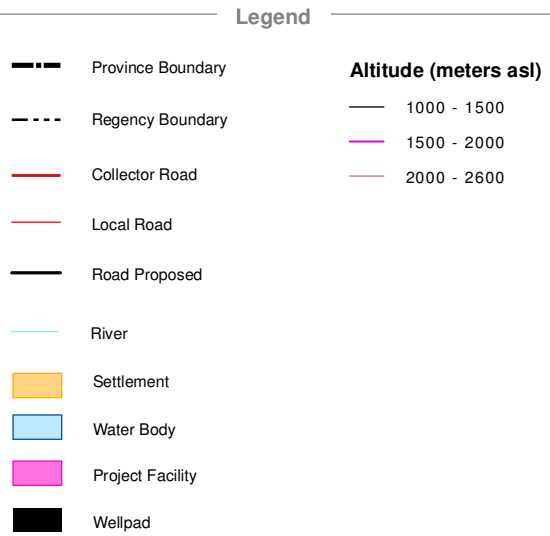 Legend
Province Boundary
Regency Boundary
Collector Road
Local Road
Road Proposed
River
Settlement
Water Body
Project Facility
Wellpad
Altitude (meters asl)
1000 - 1500
1500 - 2000
2000 - 2600